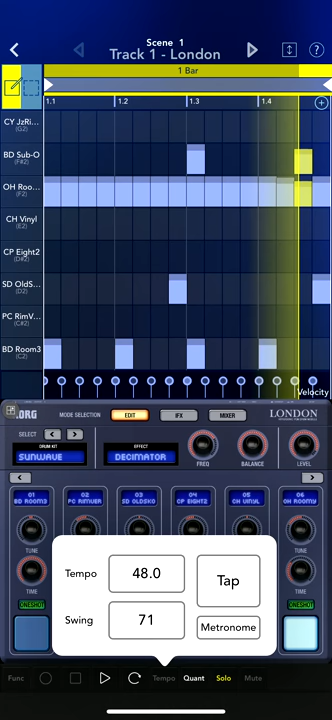 Scene 1
Track 1 - London
?
1 Bar
1.1 1.2 1.3 1.4
CY JzRi...
(G2)
BD Sub-O
(F#2)
OH Roo...
(F2)
CH Vinyl
(E2)
CP Eight2
(D#2)
SD OldS...
(D2)
PC RimV...
(C#2)
BD Room3
(C2)
Velocity
ORG MODE SELECTION EDIT IFX MIXER LONDON
SELECT
DRUM KIT EFFECT
SUNWAVE DECIMATOR FREQ BALANCE LEVEL
01 02 03 04 05 06
BD ROOM3 PC RIMVER SD OLDSKO CP EIGHT2 CH VINYL OH ROOMY
TUNE TUNE
TIME TIME
ONESHOT ONESHOT
Tempo 48.0 Tap
Swing 71 Metronome
Func Tempo Quant Solo Mute